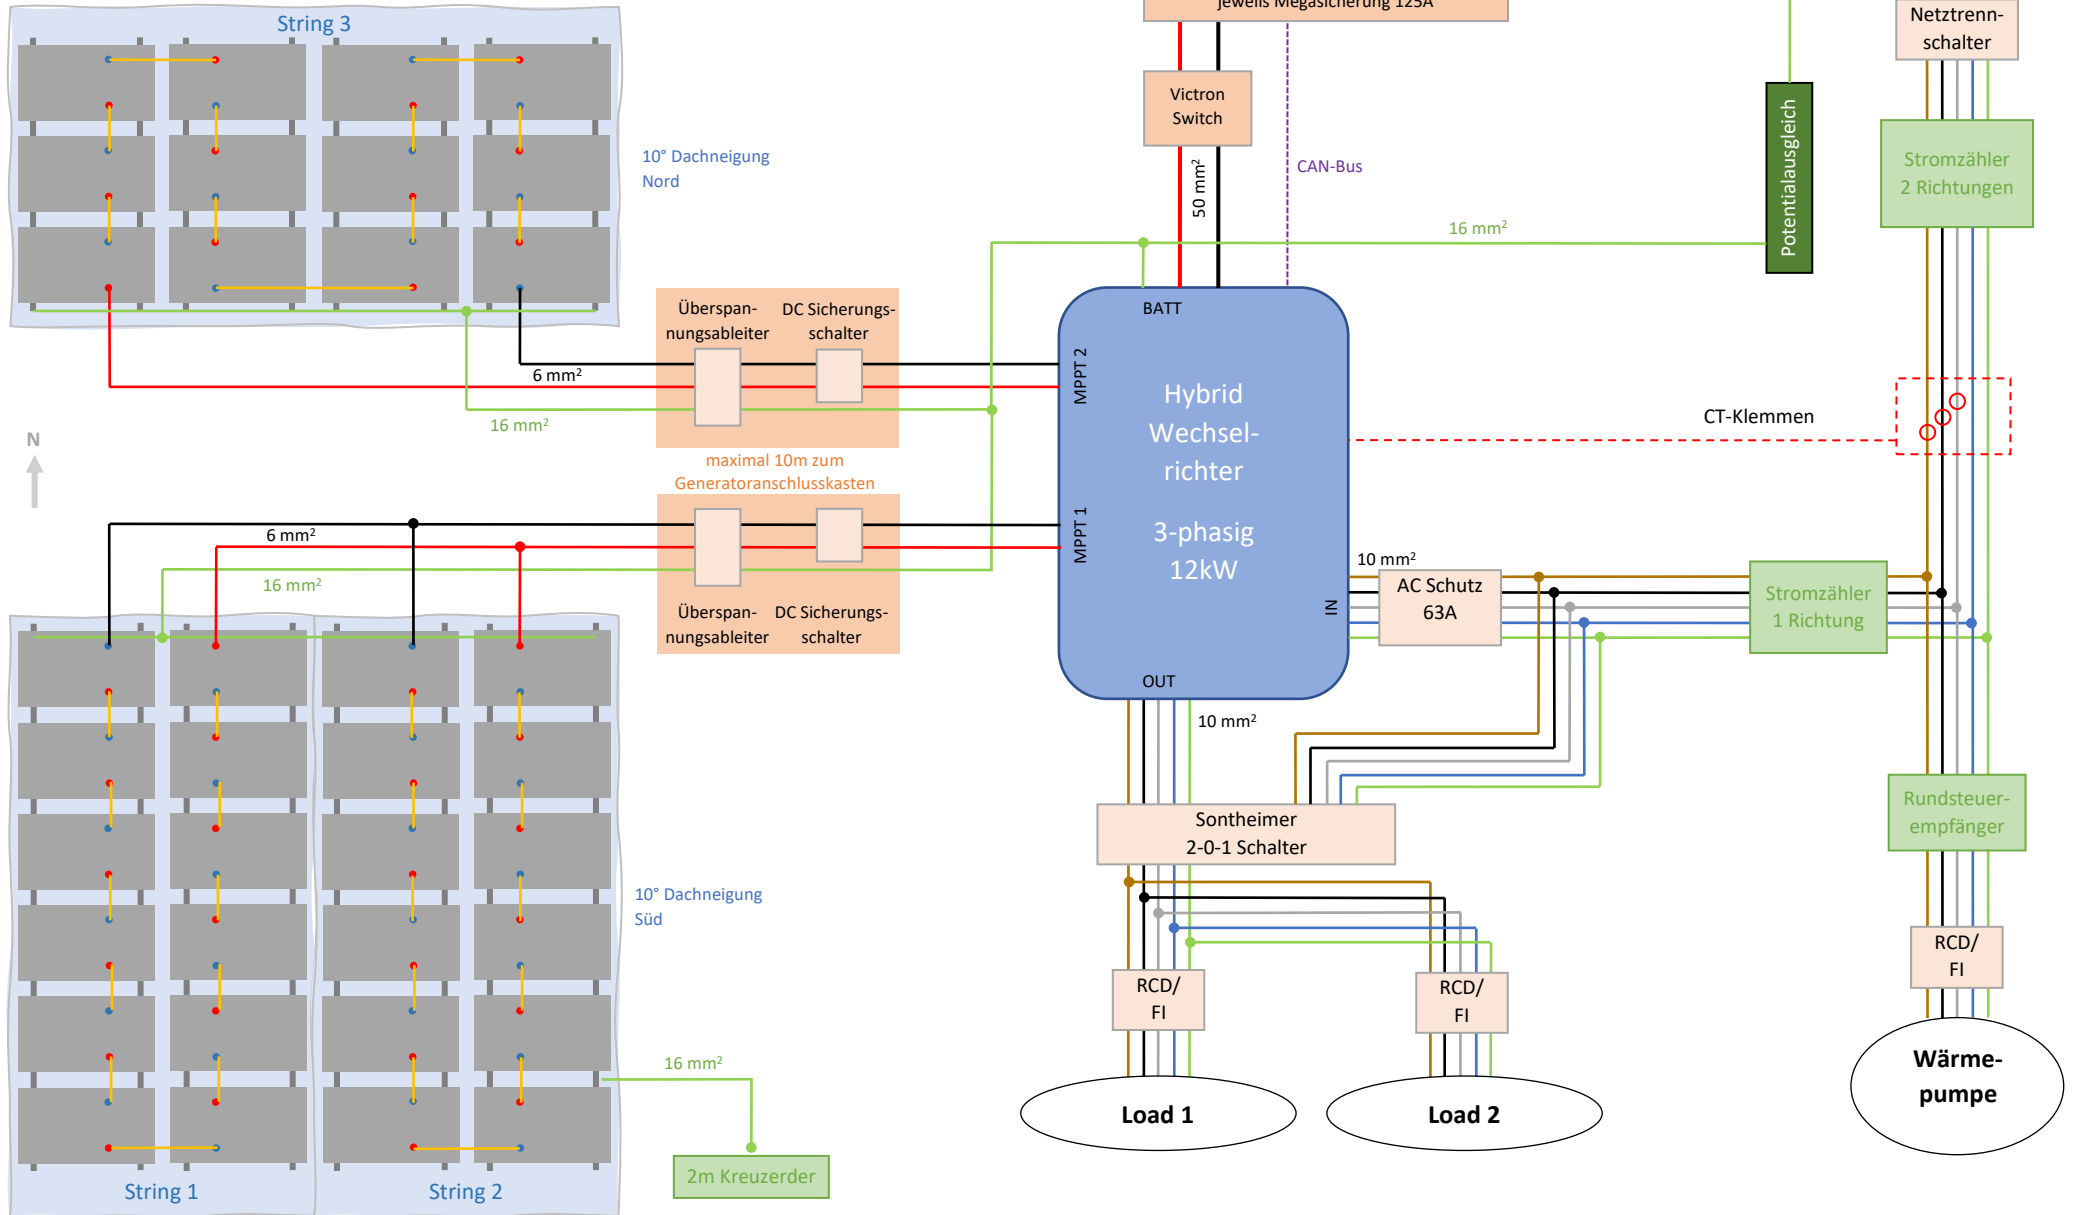 jeweils Megasicherung 125A
Netztrenn-
schalter
String 3
Victron
Switch
50 mm²
CAN-Bus
Potentialausgleich
Stromzähler
2 Richtungen
10° Dachneigung
Nord
16 mm²
Überspan-
nungsableiter
DC Sicherungs-
schalter
BATT
MPPT 2
6 mm²
16 mm²
Hybrid
Wechsel-
richter
3-phasig
12kW
CT-Klemmen
N
maximal 10m zum
Generatoranschlusskasten
6 mm²
16 mm²
MPPT 1
Überspan-
nungsableiter
DC Sicherungs-
schalter
10 mm²
IN
AC Schutz
63A
Stromzähler
1 Richtung
OUT
10 mm²
Sontheimer
2-0-1 Schalter
Rundsteuer-
empfänger
10° Dachneigung
Süd
RCD/
FI
RCD/
FI
RCD/
FI
16 mm²
Load 1
Load 2
Wärme-
pumpe
2m Kreuzerder
String 1
String 2